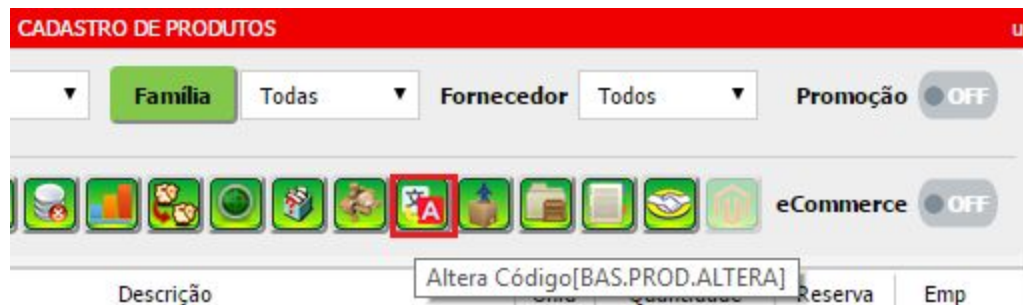 CADASTRO DE PRODUTOS
Família Todas Fornecedor Todos Promoção OFF
eCommerce OFF
Altera Código[BAS.PROD.ALTERA]
Descrição Quantidade Reserva Emp